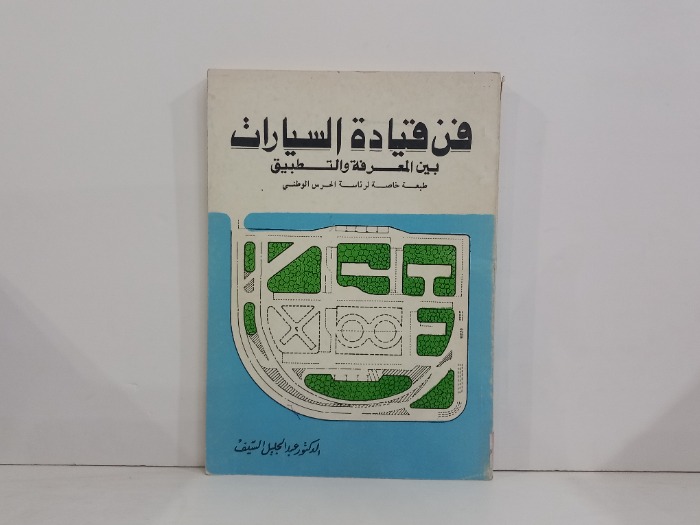 فن قيادة السيارات
بين المعرفة والتطبيق
طبعة خاصة لرئاسة الحرس الوطني
الدكتور عبد الجليل السيف